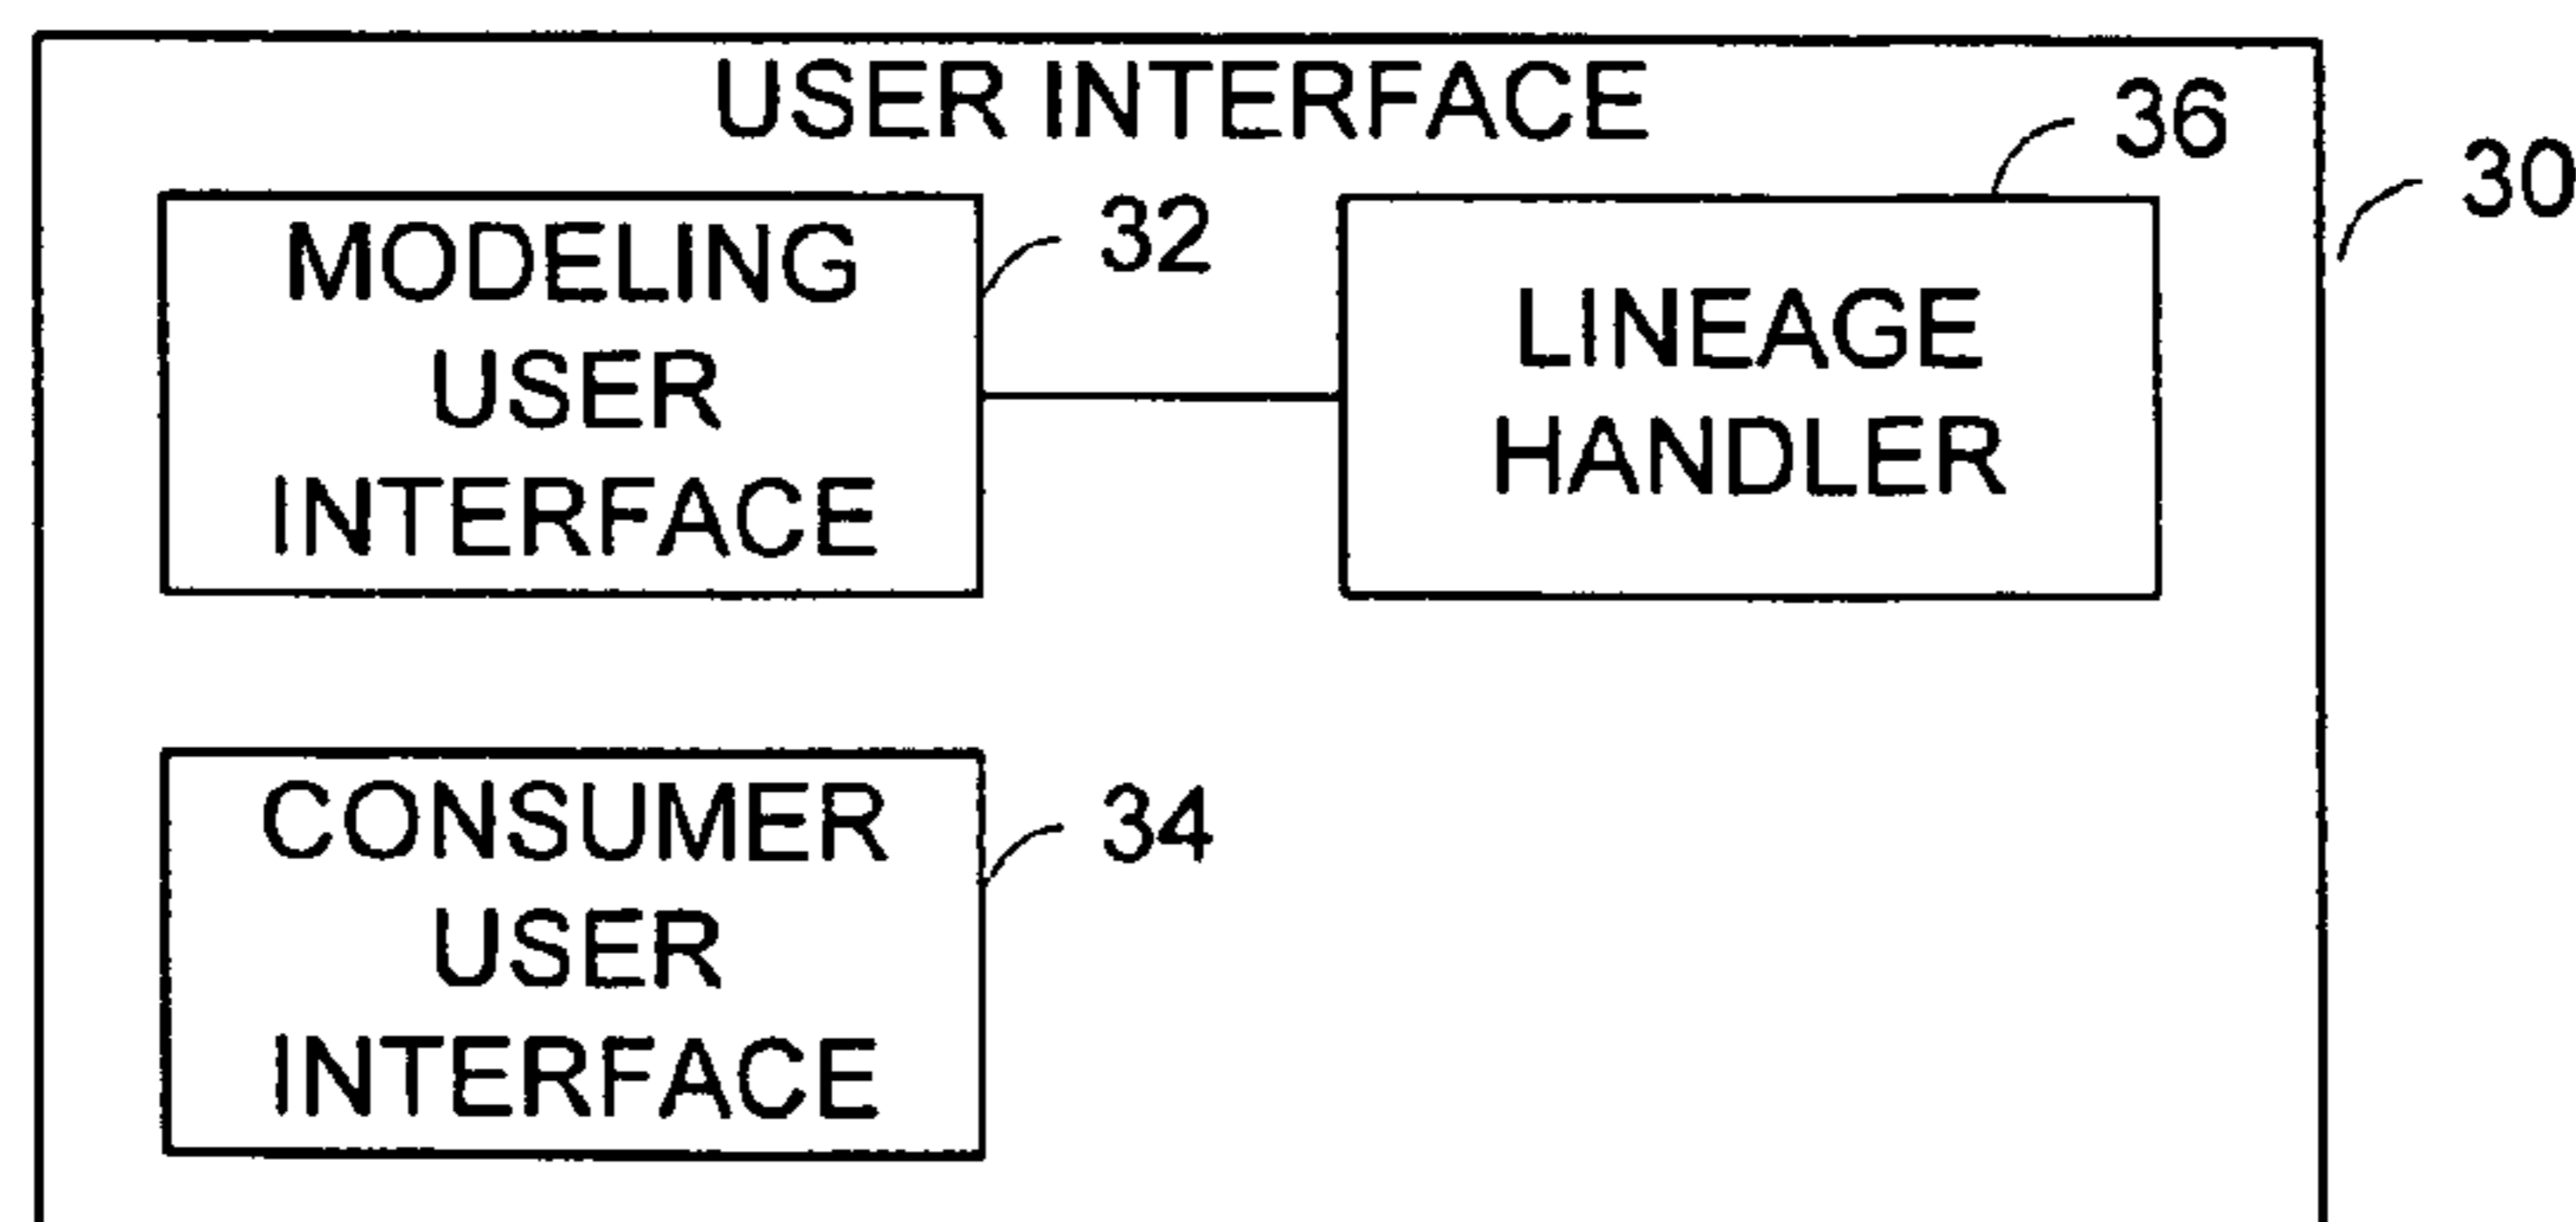 USER INTERFACE
36
30
MODELING
USER
INTERFACE
32
LINEAGE
HANDLER
CONSUMER
USER
INTERFACE
34